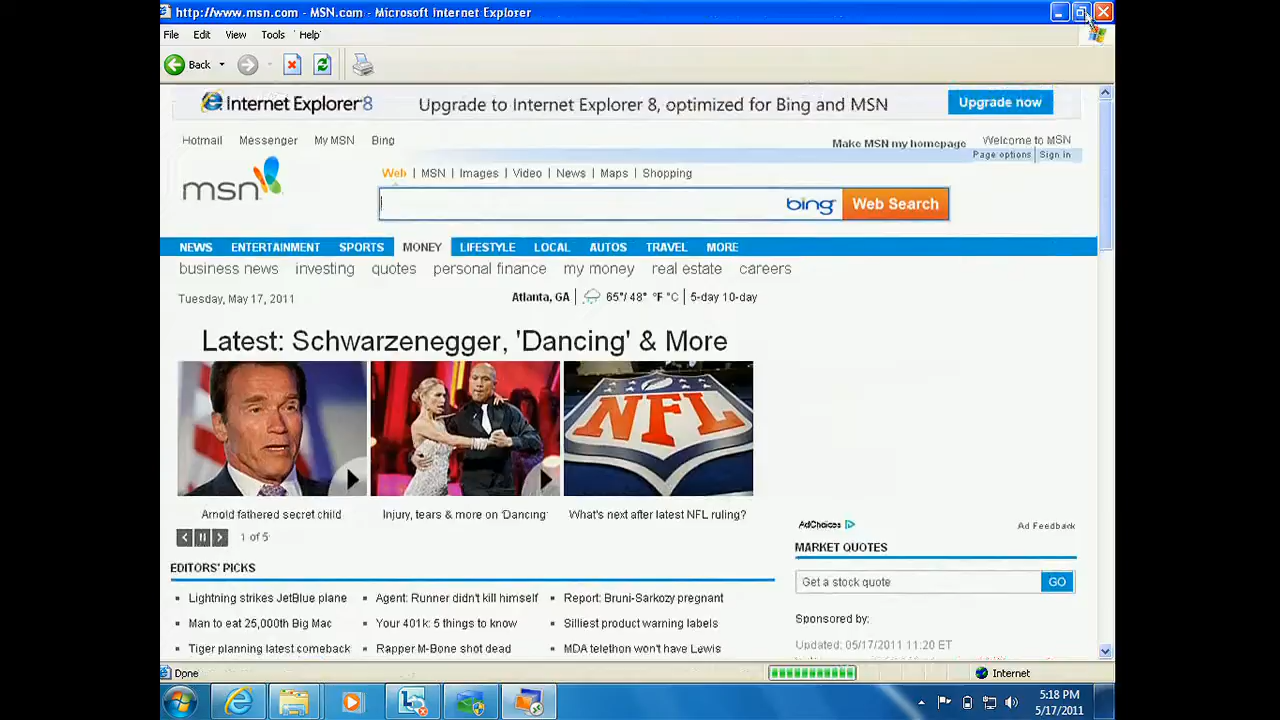 http://www.msn.com - MSN.com - Microsoft Internet Explorer
File Edit View Tools Help
Back
Internet Explorer 8 Upgrade to Internet Explorer 8, optimized for Bing and MSN Upgrade now
Hotmail Messenger My MSN Bing
Make MSN my homepage Welcome to MSN
Page options | Sign in
msn
Web | MSN | Images | Video | News | Maps | Shopping
bing Web Search
NEWS ENTERTAINMENT SPORTS MONEY LIFESTYLE LOCAL AUTOS TRAVEL MORE
business news investing quotes personal finance my money real estate careers
Tuesday, May 17, 2011 Atlanta, GA | 65°/ 48° °F °C | 5-day 10-day
Latest: Schwarzenegger, 'Dancing' & More
NFL
Arnold fathered secret child Injury, tears & more on 'Dancing' What's next after latest NFL ruling?
1 of 5
AdChoices Ad Feedback
MARKET QUOTES
Get a stock quote GO
Sponsored by:
Updated: 05/17/2011 11:20 ET
EDITORS' PICKS
Lightning strikes JetBlue plane Agent: Runner didn't kill himself Report: Bruni-Sarkozy pregnant
Man to eat 25,000th Big Mac Your 401k: 5 things to know Silliest product warning labels
Tiger planning latest comeback Rapper M-Bone shot dead MDA telethon won't have Lewis
Done Internet
5:18 PM
5/17/2011